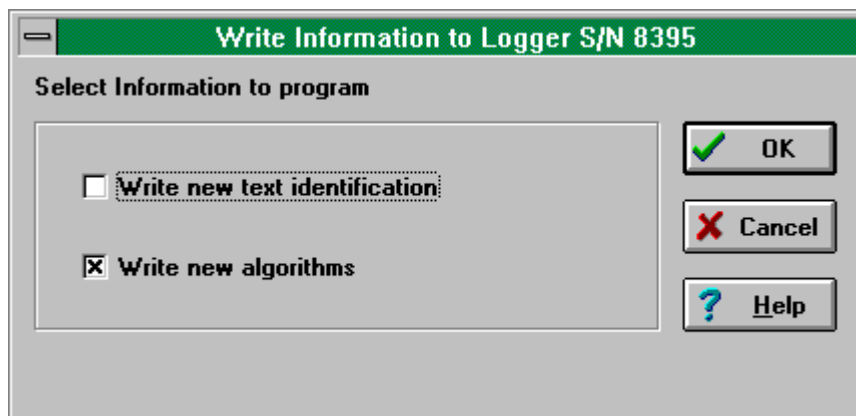 Write Information to Logger S/N 8395
Select Information to program
Write new text identification
Write new algorithms
OK
Cancel
Help